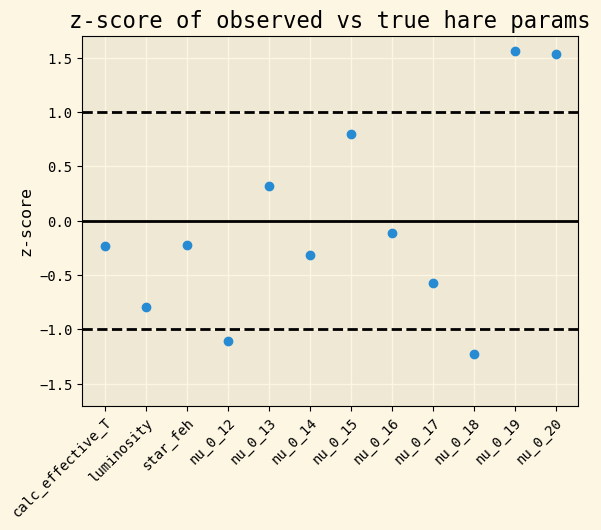 z-score of observed vs true hare params
1.5
1.0
0.5
0.0
−0.5
−1.0
−1.5
z-score
calc_effective_T
luminosity
star_feh
nu_0_12
nu_0_13
nu_0_14
nu_0_15
nu_0_16
nu_0_17
nu_0_18
nu_0_19
nu_0_20